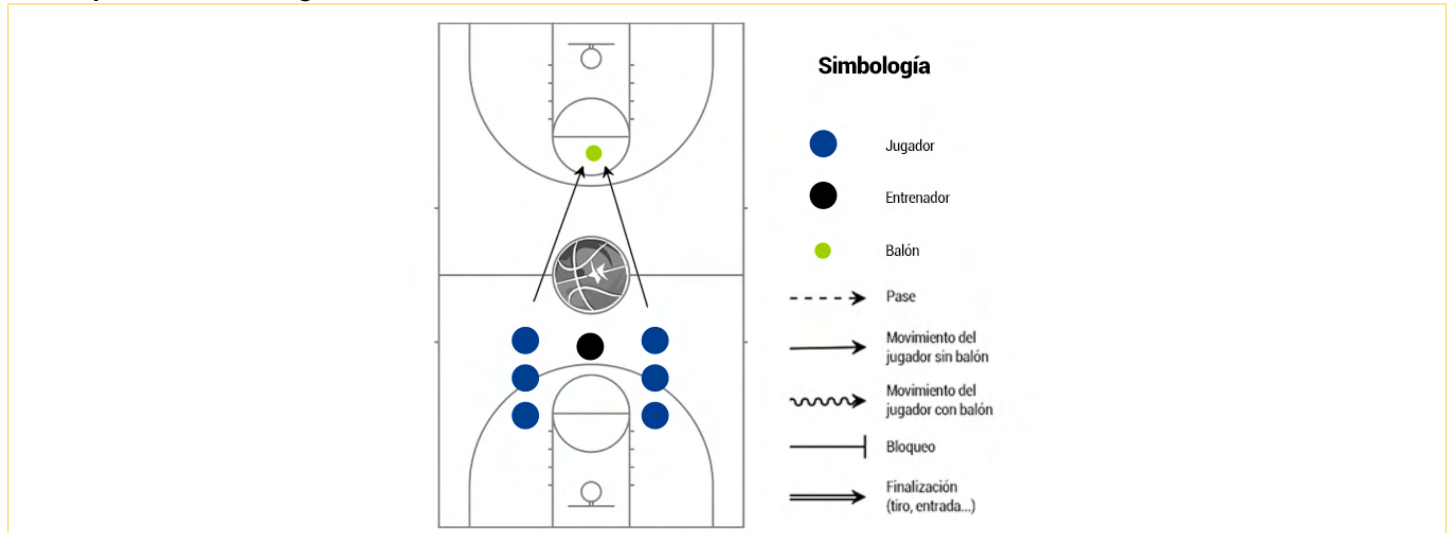 Simbología
Jugador
Entrenador
Balón
Pase
Movimiento del
jugador sin balón
Movimiento del
jugador con balón
Bloqueo
Finalización
(tiro, entrada...)